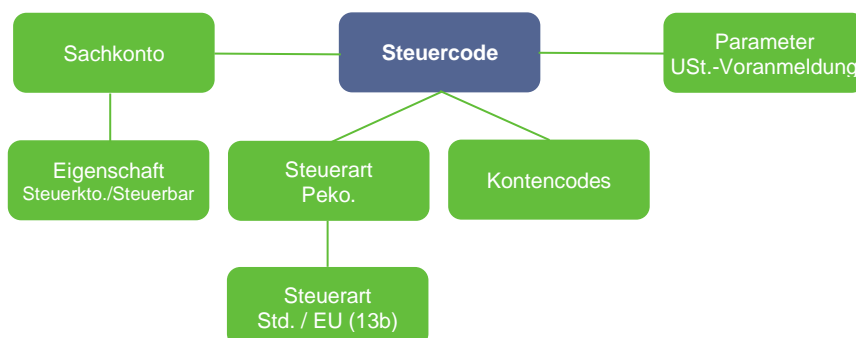 Sachkonto
Steuercode
Parameter
USt.-Voranmeldung
Eigenschaft
Steuerkto./Steuerbar
Steuerart
Peko.
Kontencodes
Steuerart
Std. / EU (13b)